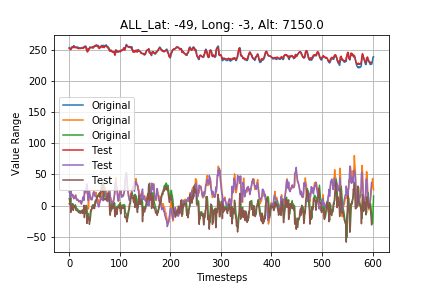 ALL_Lat: -49, Long: -3, Alt: 7150.0
Value Range
250
200
150
100
50
0
−50
Original
Original
Original
Test
Test
Test
0
100
200
300
400
500
600
Timesteps